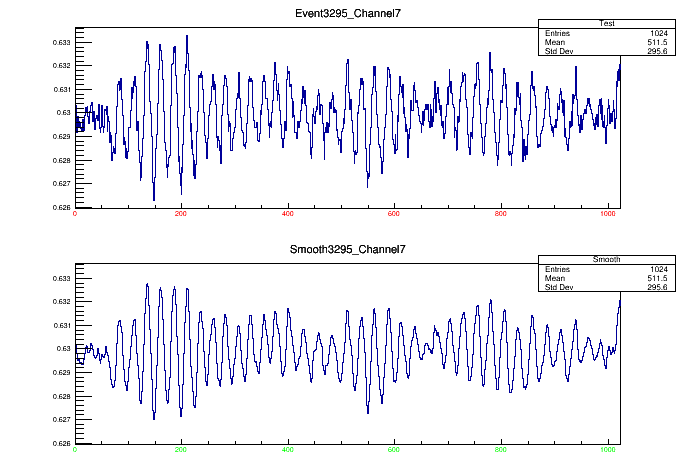 Event3295_Channel7
Test
Entries 1024
Mean 511.5
Std Dev 295.6
0.633
0.632
0.631
0.63
0.629
0.628
0.627
0.626
0 200 400 600 800 1000
Smooth3295_Channel7
Smooth
Entries 1024
Mean 511.5
Std Dev 295.6
0.633
0.632
0.631
0.63
0.629
0.628
0.627
0.626
0 200 400 600 800 1000